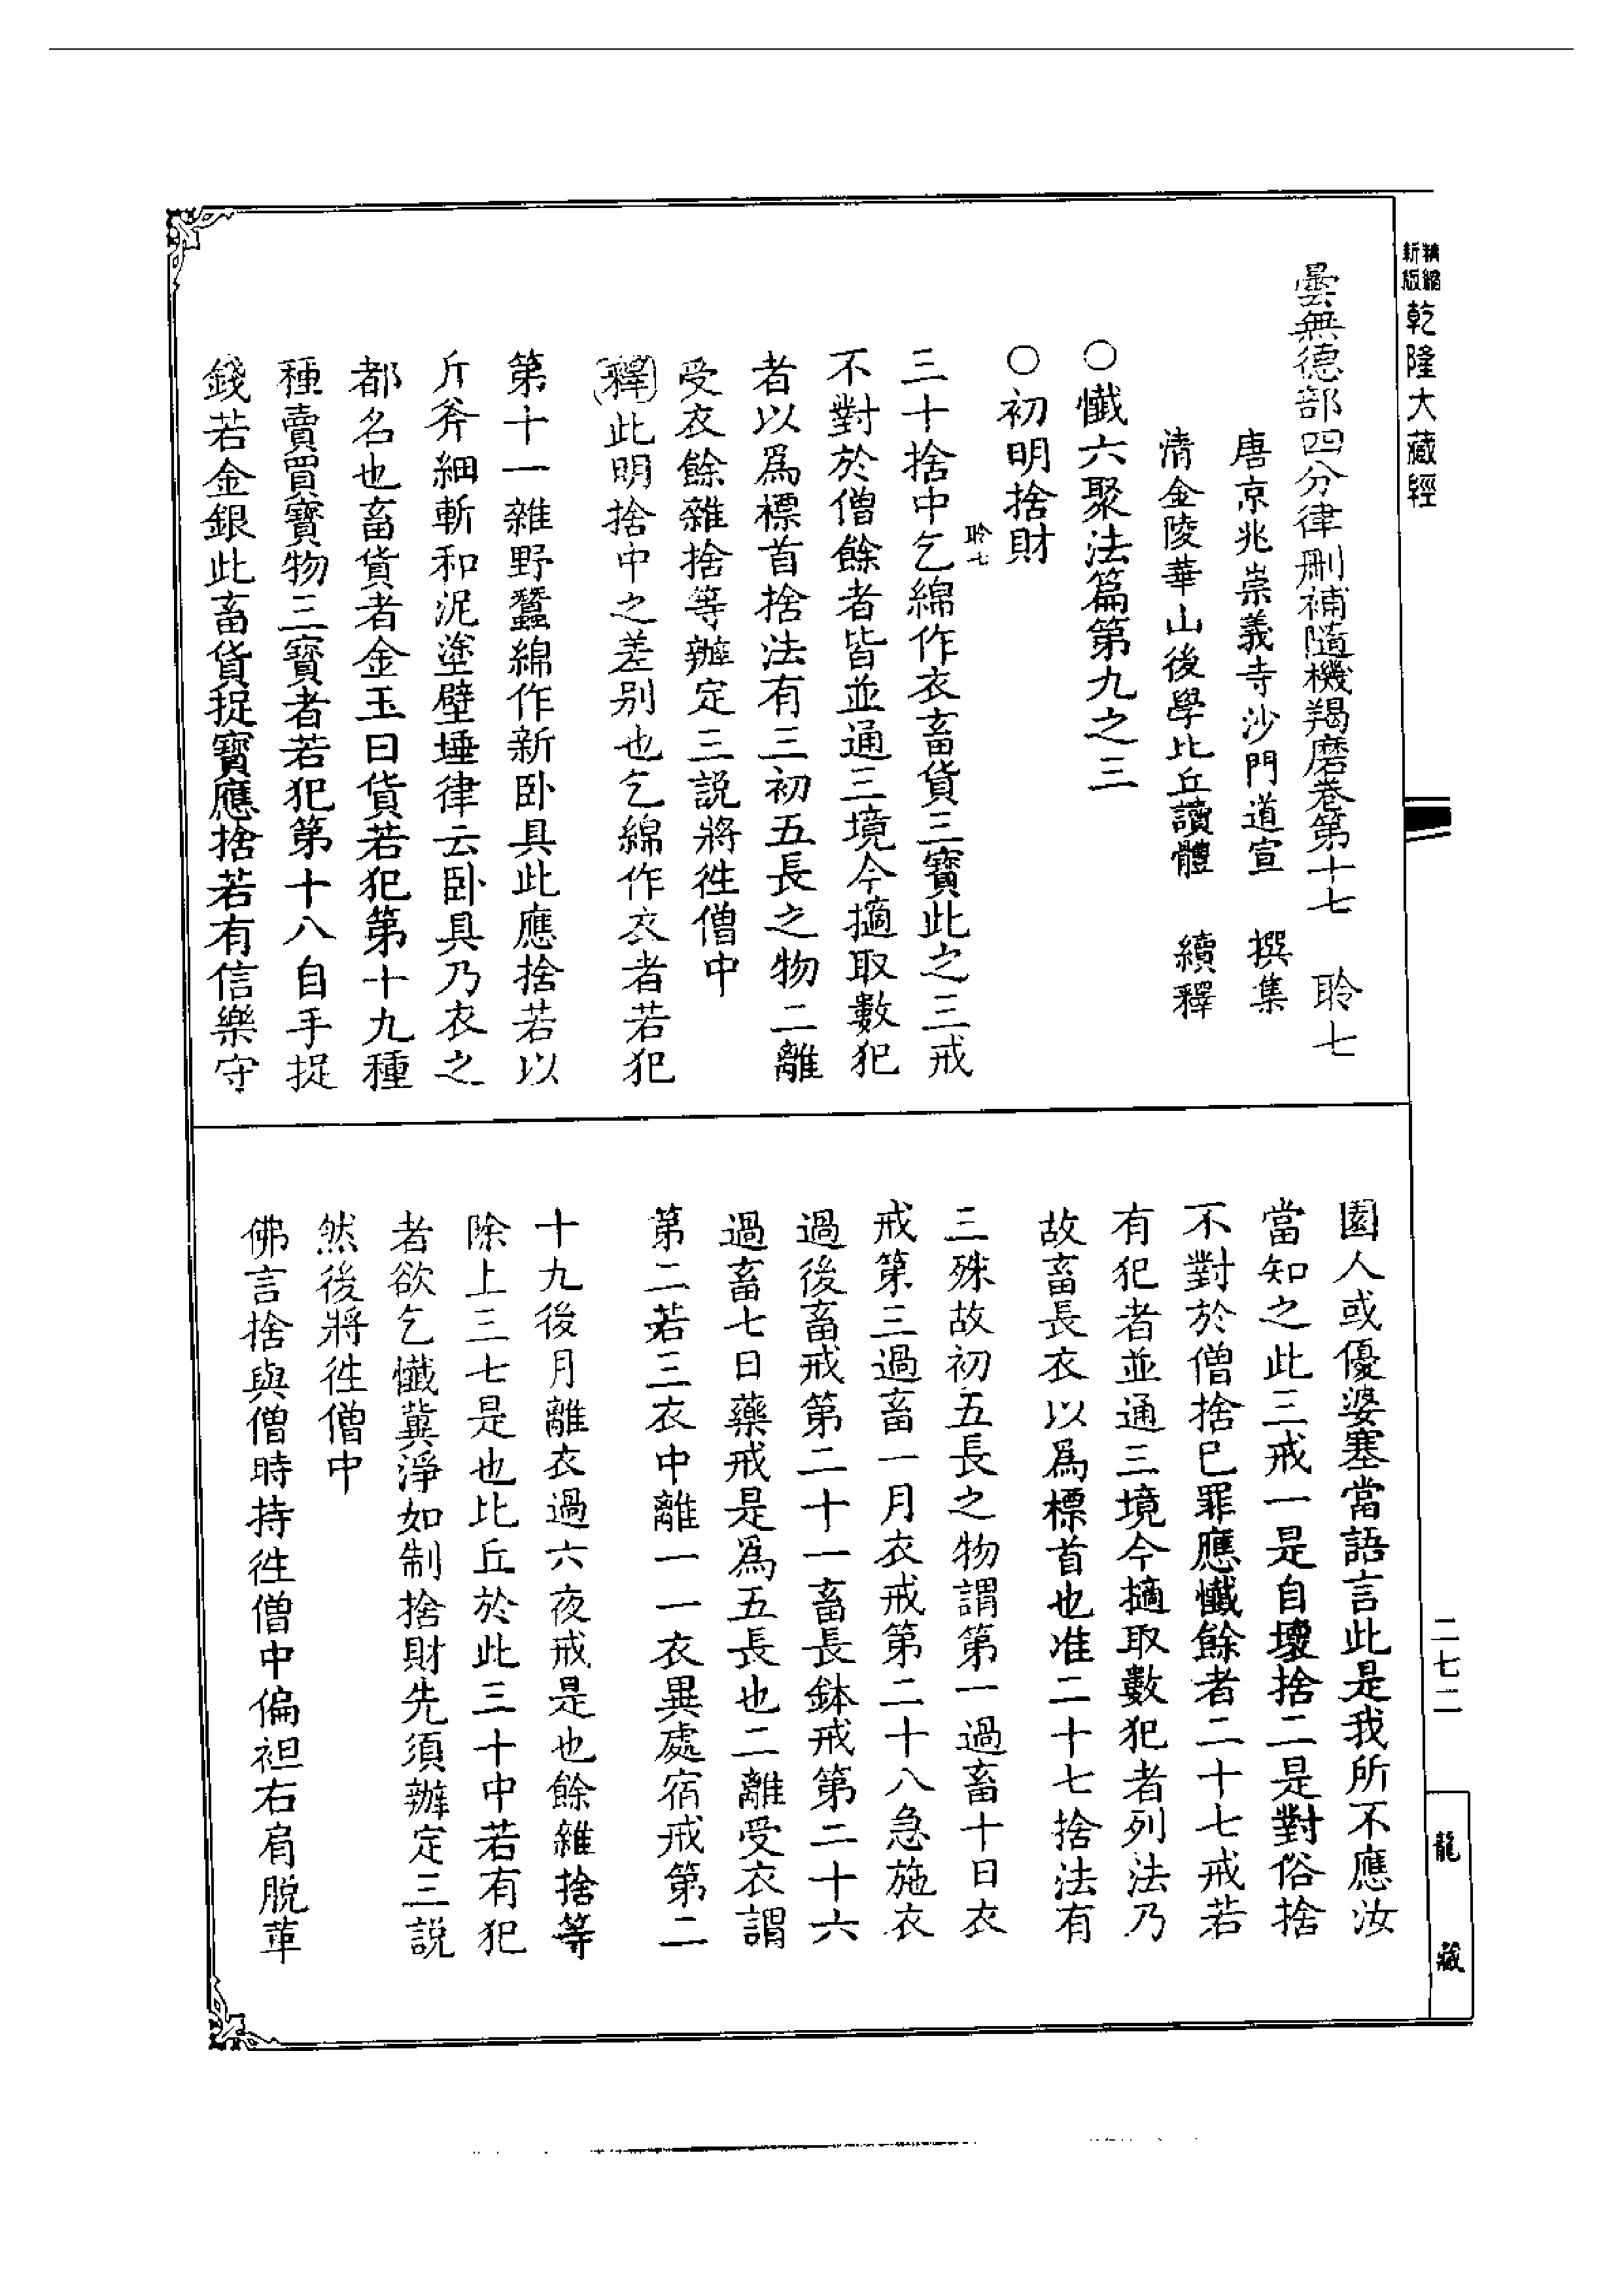 精縮新版乾隆大藏經
曇無德部四分律刪補隨機羯磨卷第十七 聆七
唐京兆崇義寺沙門道宣 撰集
清金陵華山後學比丘讀體 續釋
○懺六聚法篇第九之三
○初明捨財
聆七
三十捨中乞綿作衣畜貨三寶此之三戒
不對於僧餘者皆並通三境今擿取數犯
者以為標首捨法有三初五長之物二離
受衣餘雜捨等辦定三説將徃僧中
釋此明捨中之差別也乞綿作衣者若犯
第十一雜野蠶綿作新卧具此應捨若以
斤斧細斬和泥塗壁埵律云卧具乃衣之
都名也畜貨者金玉曰貨若犯第十九種
種賣買寶物三寶者若犯第十八自手捉
錢若金銀此畜貨捉寶應捨若有信樂守
園人或優婆塞當語言此是我所不應汝
當知之此三戒一是自壞捨二是對俗捨
不對於僧捨已罪應懺餘者二十七戒若
有犯者並通三境今擿取數犯者列法乃
故畜長衣以為標首也准二十七捨法有
三殊故初五長之物謂第一過畜十日衣
戒第三過畜一月衣戒第二十八急施衣
過後畜戒第二十一畜長鉢戒第二十六
過畜七日藥戒是為五長也二離受衣謂
第二若三衣中離一一衣異處宿戒第二
十九後月離衣過六夜戒是也餘雜捨等
除上三七是也比丘於此三十中若有犯
者欲乞懺冀淨如制捨財先須辦定三説
然後將徃僧中
佛言捨與僧時持徃僧中偏袒右肩脱革
二七二
龍藏